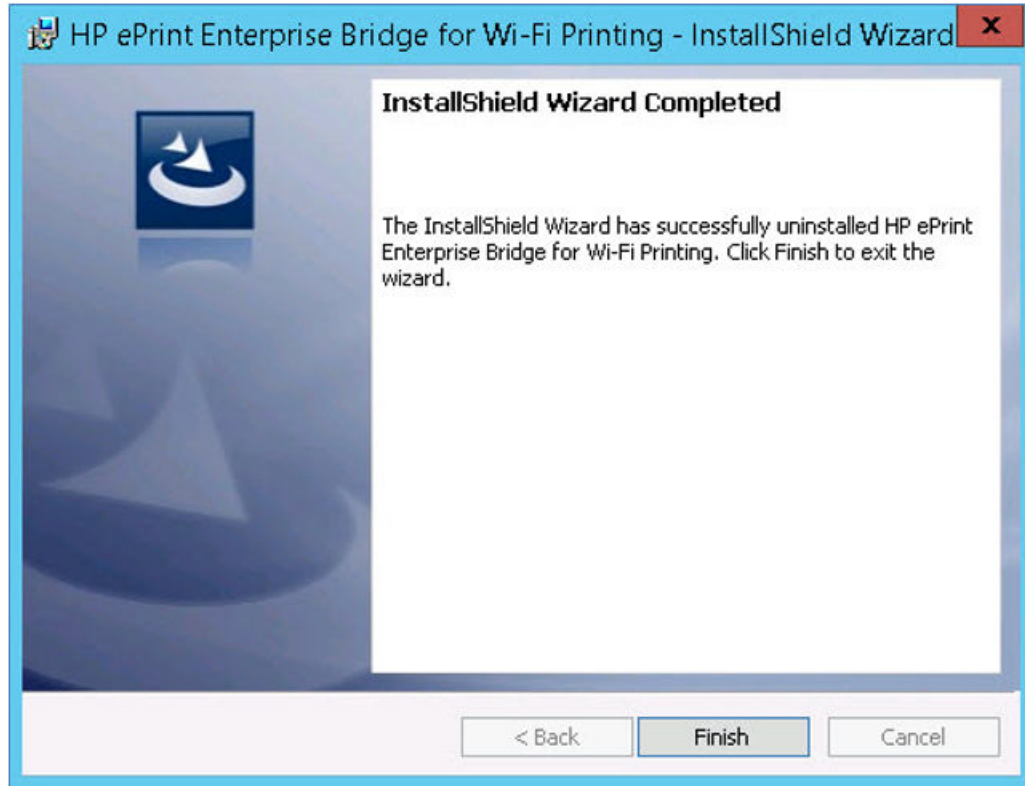 HP ePrint Enterprise Bridge for Wi-Fi Printing - InstallShield Wizard
InstallShield Wizard Completed
The InstallShield Wizard has successfully uninstalled HP ePrint
Enterprise Bridge for Wi-Fi Printing. Click Finish to exit the
wizard.
< Back
Finish
Cancel